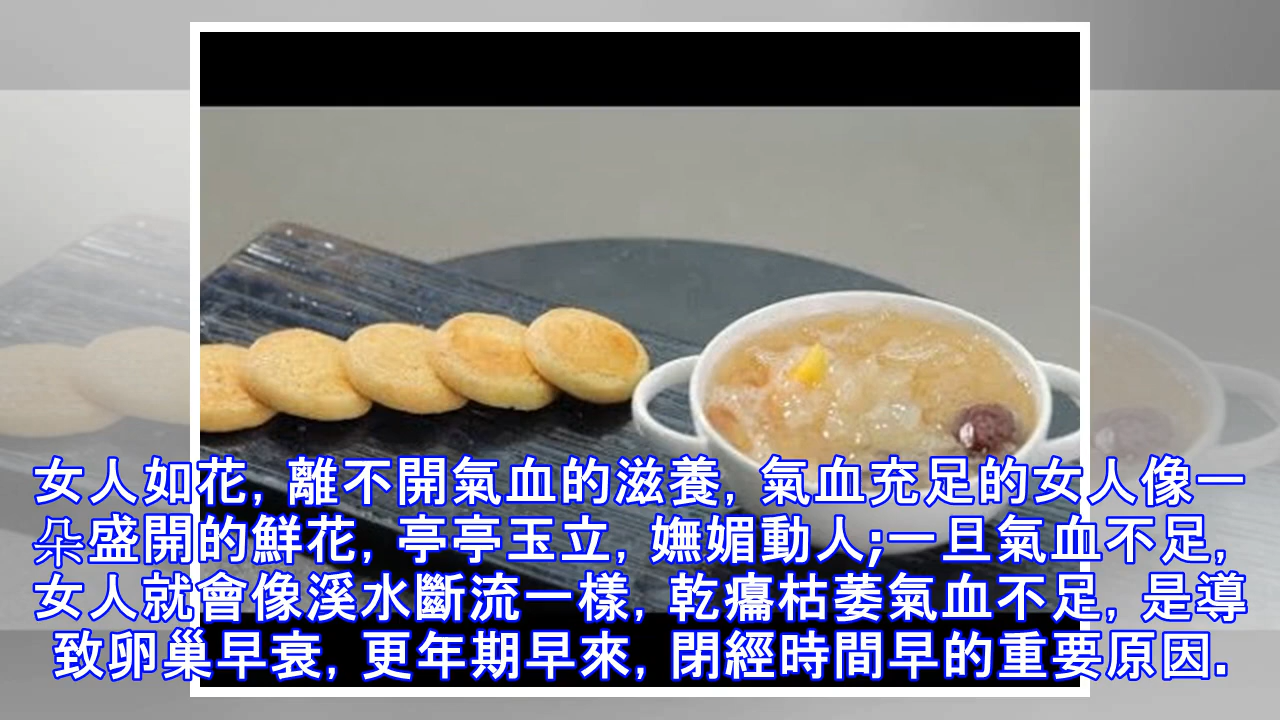 女人如花, 離不開氣血的滋養, 氣血充足的女人像一
朵盛開的鮮花, 亭亭玉立, 嫵媚動人;一旦氣血不足,
女人就會像溪水斷流一樣, 乾癟枯萎氣血不足, 是導
致卵巢早衰, 更年期早來, 閉經時間早的重要原因.